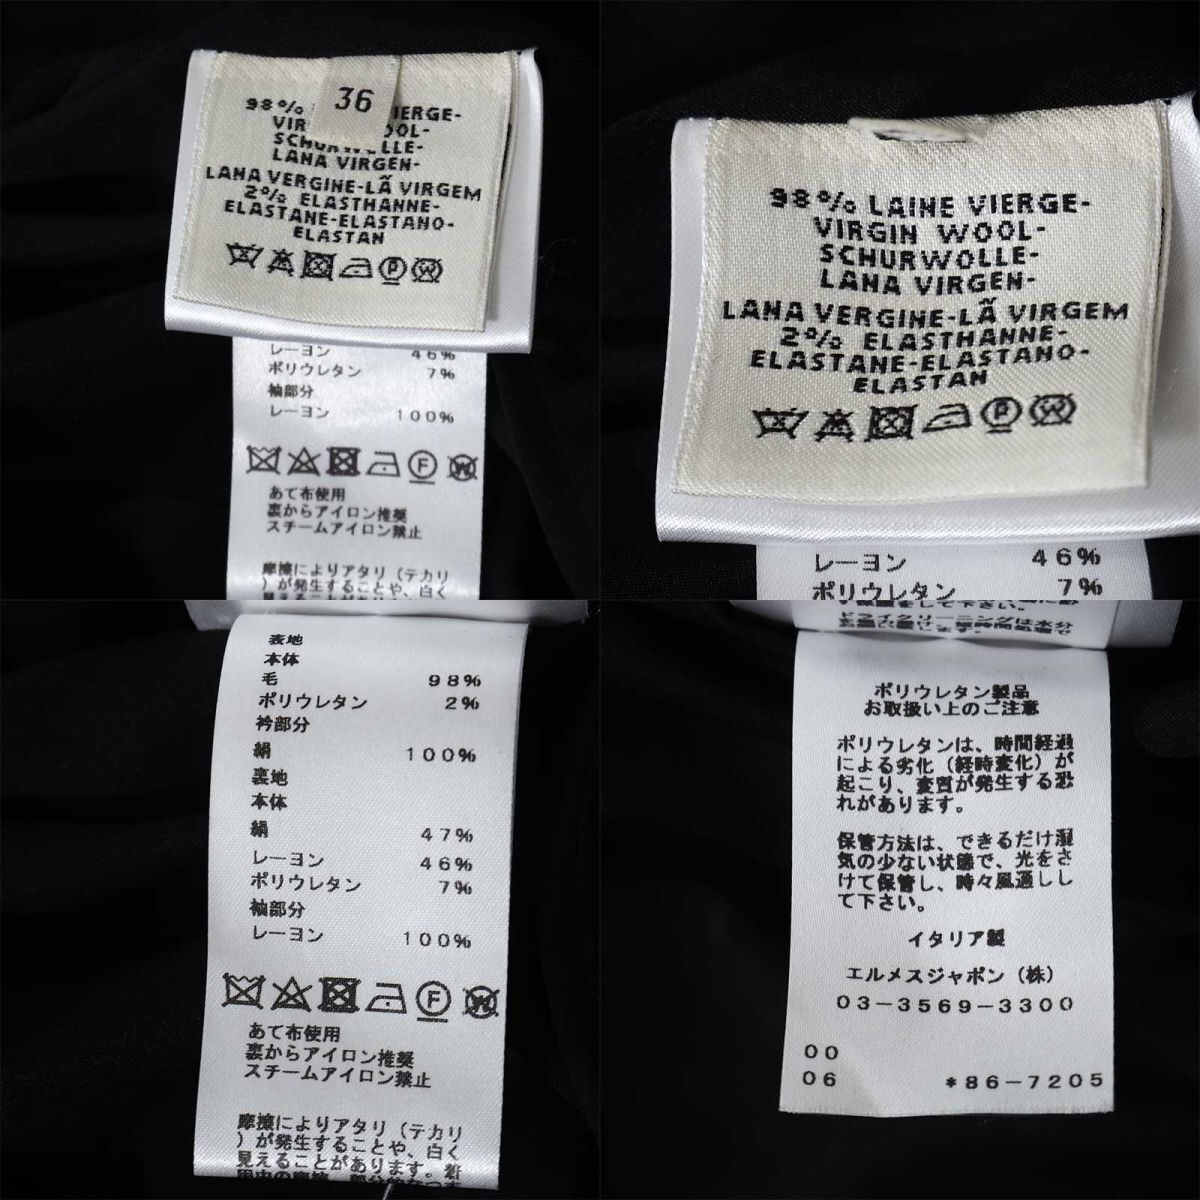 36
98%
IERGE-
VIR
OOL-
SCHURWOLLE-
LANA VIRGEN-
LANA VERGINE-LÃ VIRGEM
2% ELASTHANNE-
ELASTANE-ELASTANO-
ELASTAN
レーヨン 46%
ポリウレタン 7%
袖部分
レーヨン 100%
F
W
あて布使用
裏からアイロン推奨
スチームアイロン禁止
摩擦によりアタリ（テカリ
）が発生することや、白く
98% LAINE VIERGE-
VIRGIN WOOL-
SCHURWOLLE-
LANA VIRGEN-
LANA VERGINE-LÃ VIRGEM
2% ELASTHANNE-
ELASTANE-ELASTANO-
ELASTAN
P
W
レーヨン 46%
ポリウレタン 7%
表地
本体
毛 98%
ポリウレタン 2%
衿部分
絹 100%
裏地
本体
絹 47%
レーヨン 46%
ポリウレタン 7%
袖部分
レーヨン 100%
F
W
あて布使用
裏からアイロン推奨
スチームアイロン禁止
摩擦によりアタリ（テカリ
）が発生することや、白く
見えることがあります。着
ドライクリーニングは水分
ポリウレタン製品
お取扱い上のご注意
ポリウレタンは、時間経過
による劣化（経時変化）が
起こり、変質が発生する恐
れがあります。
保管方法は、できるだけ湿
気の少ない状態で、光をさ
けて保管し、時々風通しし
て下さい。
イタリア製
エルメスジャポン（株）
03-3569-3300
00
06 *86-7205